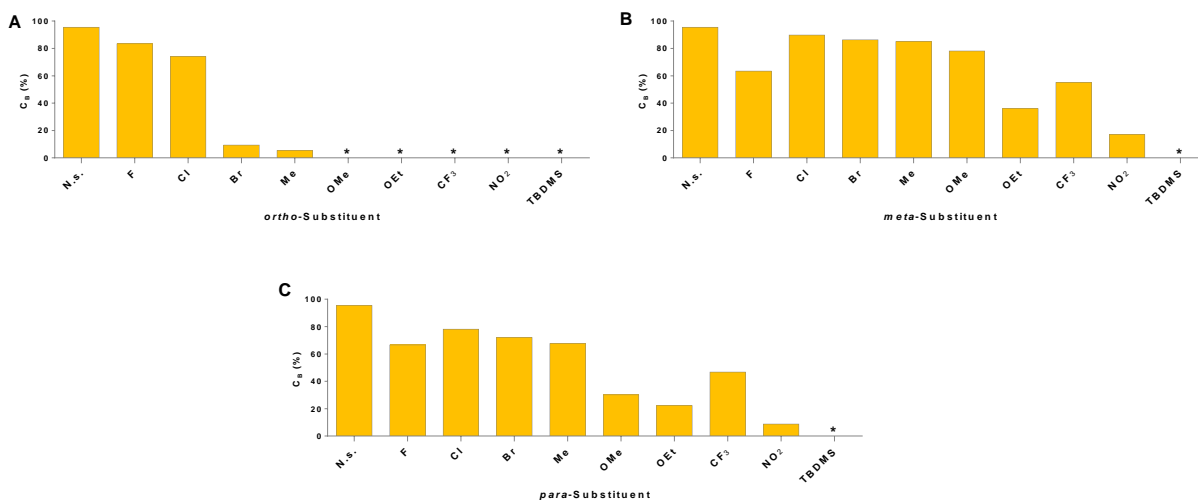 A
C_B (%)
100
80
60
40
20
0
N.s. F Cl Br Me OMe OEt CF₃ NO₂ TBDMS
* * * * *
ortho-Substituent
B
C_B (%)
100
80
60
40
20
0
N.s. F Cl Br Me OMe OEt CF₃ NO₂ TBDMS
*
meta-Substituent
C
C_B (%)
100
80
60
40
20
0
N.s. F Cl Br Me OMe OEt CF₃ NO₂ TBDMS
*
para-Substituent